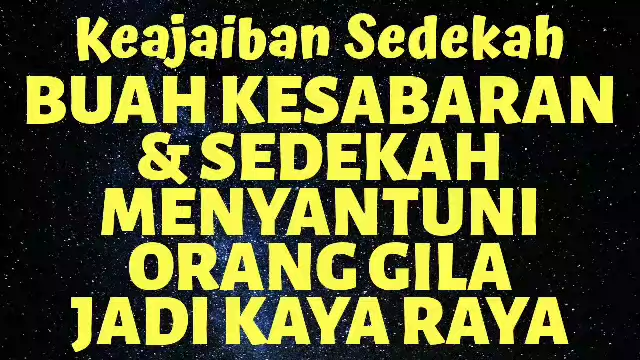 Keajaiban Sedekah
BUAH KESABARAN
& SEDEKAH
MENYANTUNI
ORANG GILA
JADI KAYA RAYA